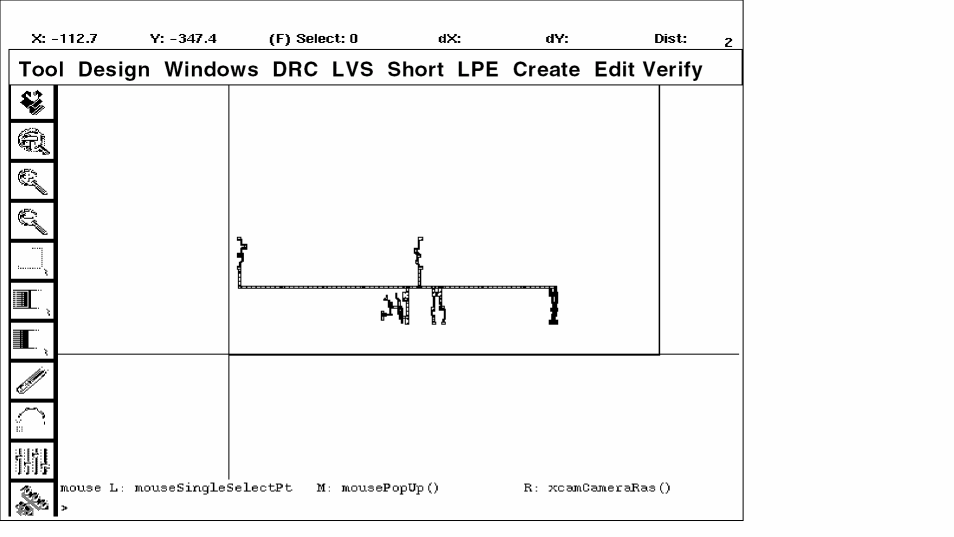 X: -112.7 Y: -347.4 (F) Select: 0 dX: dY: Dist: 2
Tool Design Windows DRC LVS Short LPE Create Edit Verify
mouse L: mouseSingleSelectPt M: mousePopUp() R: xcamCameraRas()
>